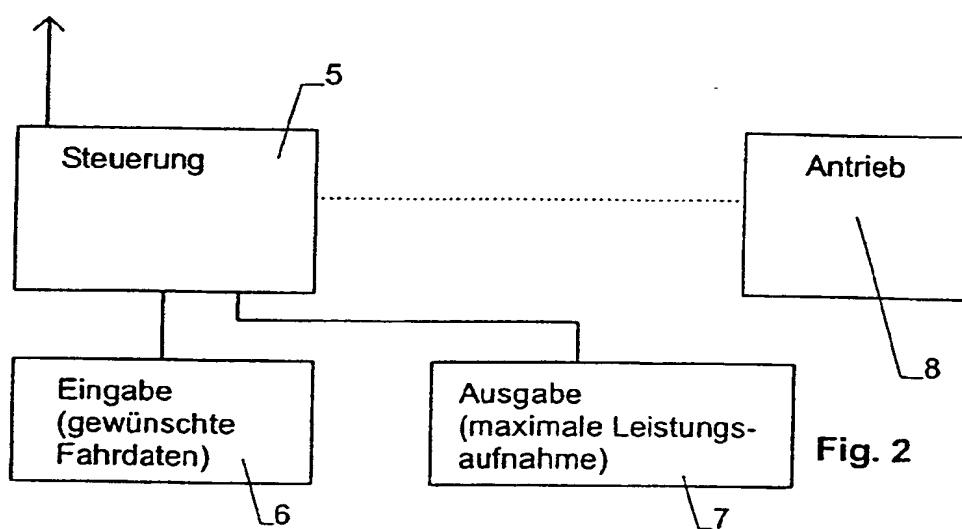 5
Steuerung
Antrieb
8
Eingabe
(gewünschte
Fahrdaten)
6
Ausgabe
(maximale Leistungs-
aufnahme)
7
Fig. 2